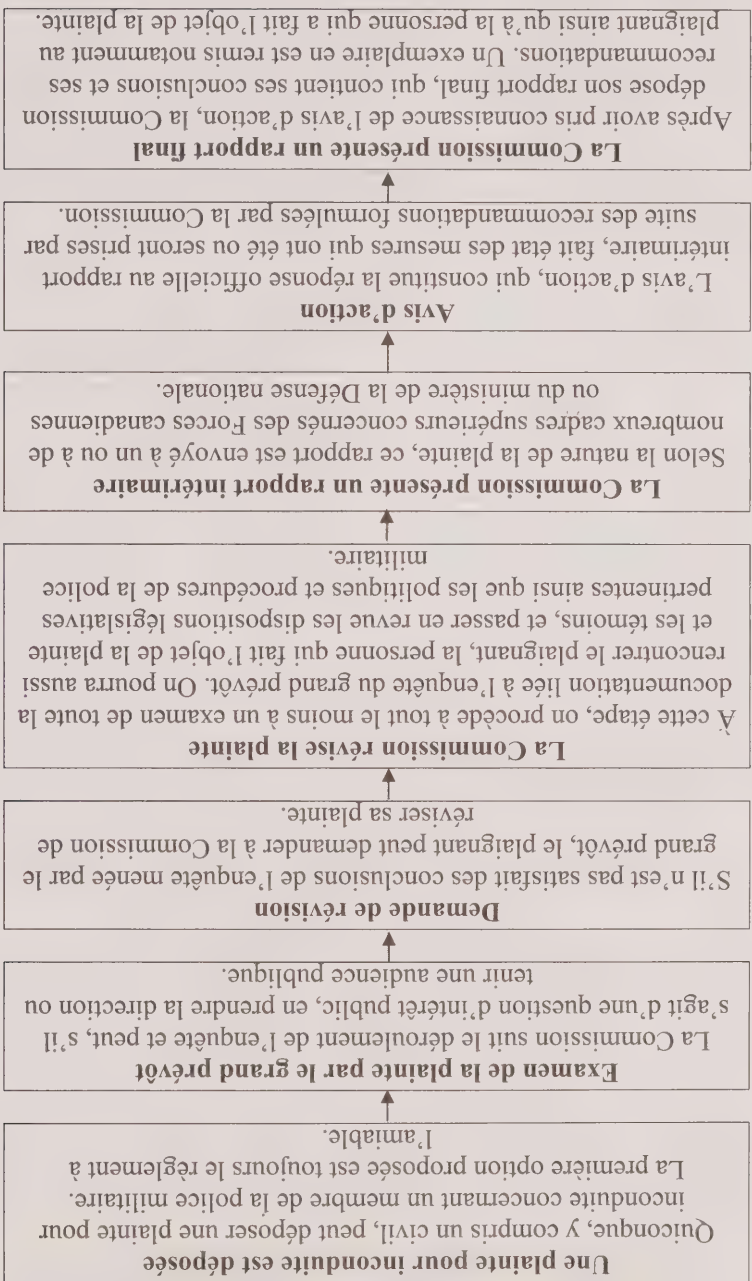 Une plainte pour inconduite est déposée
Quiconque, y compris un civil, peut déposer une plainte pour
inconduite concernant un membre de la police militaire.
La première option proposée est toujours le règlement à
l'amiable.
Examen de la plainte par le grand prévôt
La Commission suit le déroulement de l'enquête et peut, s'il
s'agit d'une question d'intérêt public, en prendre la direction ou
tenir une audience publique.
Demande de révision
S'il n'est pas satisfait des conclusions de l'enquête menée par le
grand prévôt, le plaignant peut demander à la Commission de
réviser sa plainte.
La Commission révise la plainte
À cette étape, on procède à tout le moins à un examen de toute la
documentation liée à l'enquête du grand prévôt. On pourra aussi
rencontrer le plaignant, la personne qui fait l'objet de la plainte
et les témoins, et passer en revue les dispositions législatives
pertinentes ainsi que les politiques et procédures de la police
militaire.
La Commission présente un rapport intérimaire
Selon la nature de la plainte, ce rapport est envoyé à un ou à de
nombreux cadres supérieurs concernés des Forces canadiennes
ou du ministère de la Défense nationale.
Avis d'action
L'avis d'action, qui constitue la réponse officielle au rapport
intérimaire, fait état des mesures qui ont été ou seront prises par
suite des recommandations formulées par la Commission.
La Commission présente un rapport final
Après avoir pris connaissance de l'avis d'action, la Commission
dépose son rapport final, qui contient ses conclusions et ses
recommandations. Un exemplaire en est remis notamment au
plaignant ainsi qu'à la personne qui a fait l'objet de la plainte.